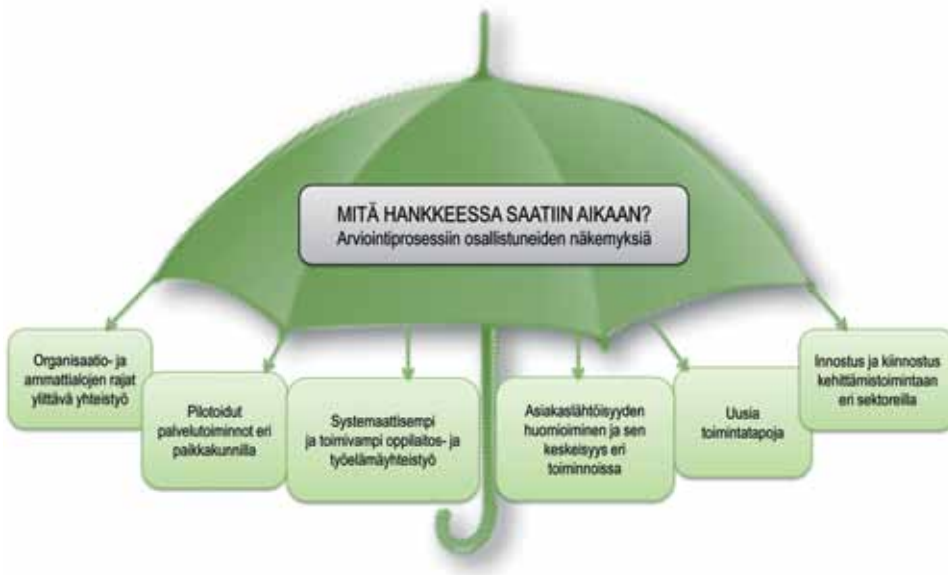 MITÄ HANKKEESSA SAATIIN AIKAAN?
Arviointiprosessiin osallistuneiden näkemyksiä
Organisaatio- ja
ammattialojen rajat
ylittävä yhteistyö
Pilotoidut
palvelutoiminnot eri
paikkakunnilla
Systemaattisempi
ja toimivampi oppilaitos- ja
työelämäyhteistyö
Asiakaslähtöisyyden
huomioiminen ja sen
keskeisyys eri
toiminnoissa
Uusia
toimintatapoja
Innostus ja kiinnostus
kehittämistoimintaan
eri sektoreilla